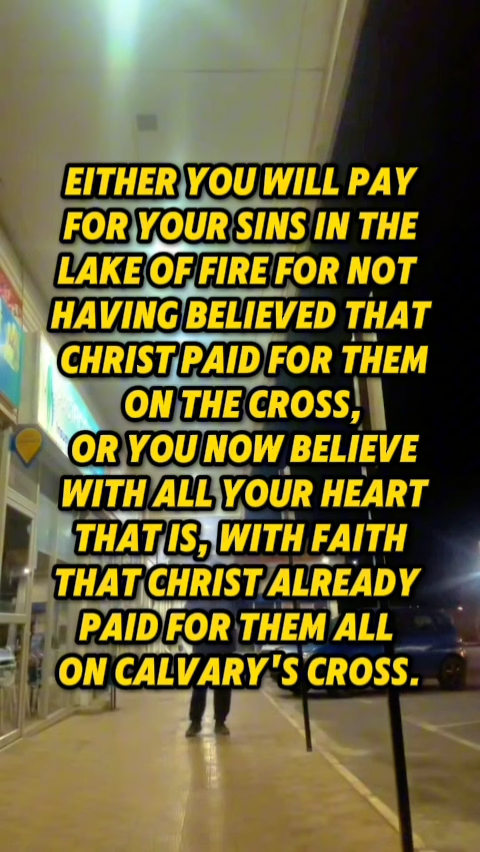 EITHER YOU WILL PAY
FOR YOUR SINS IN THE
LAKE OF FIRE FOR NOT
HAVING BELIEVED THAT
CHRIST PAID FOR THEM
ON THE CROSS,
OR YOU NOW BELIEVE
WITH ALL YOUR HEART
THAT IS, WITH FAITH
THAT CHRIST ALREADY
PAID FOR THEM ALL
ON CALVARY'S CROSS.